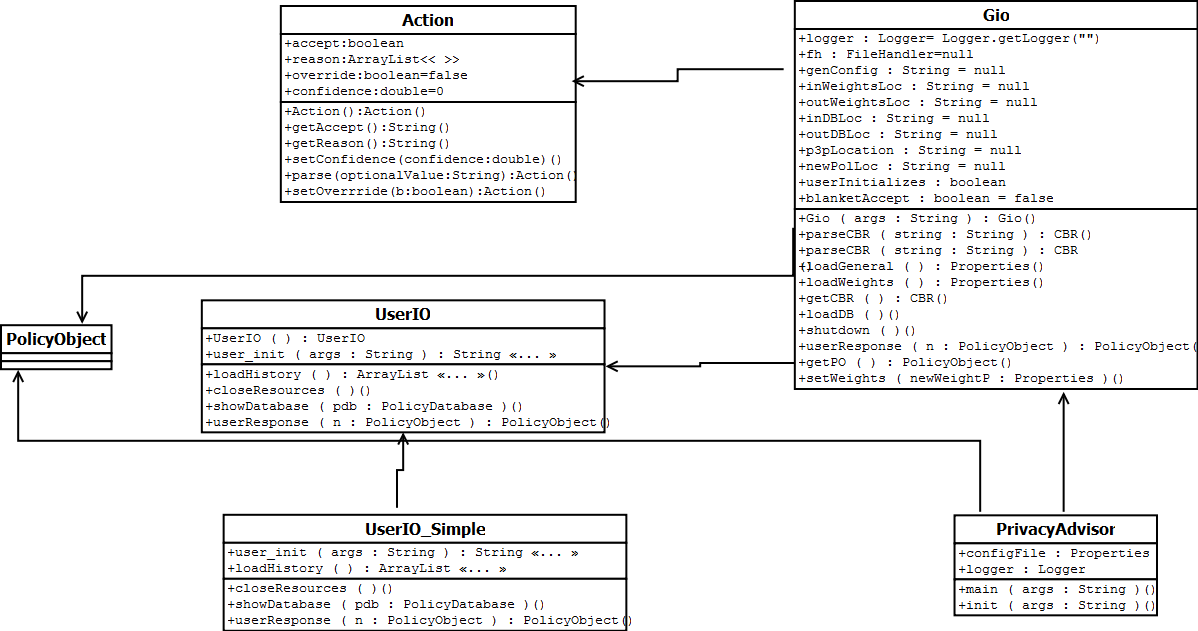 Action
+accept:boolean
+reason:ArrayList<< >>
+override:boolean=false
+confidence:double=0
+Action():Action()
+getAccept():String()
+getReason():String()
+setConfidence(confidence:double)()
+parse(optionalValue:String):Action()
+setOverrride(b:boolean):Action()
Gio
+logger : Logger= Logger.getLogger("")
+fh : FileHandler=null
+genConfig : String = null
+inWeightsLoc : String = null
+outWeightsLoc : String = null
+inDBLoc : String = null
+outDBLoc : String = null
+p3pLocation : String = null
+newPolLoc : String = null
+userInitializes : boolean
+blanketAccept : boolean = false
+Gio ( args : String ) : Gio()
+parseCBR ( string : String ) : CBR()
+parseCBR ( string : String ) : CBR
()
+loadGeneral ( ) : Properties()
+loadWeights ( ) : Properties()
+getCBR ( ) : CBR()
+loadDB ( )()
+shutdown ( )()
+userResponse ( n : PolicyObject ) : PolicyObject(
+getPO ( ) : PolicyObject()
+setWeights ( newWeightP : Properties )()
PolicyObject
UserIO
+UserIO ( ) : UserIO
+user_init ( args : String ) : String «... »
+loadHistory ( ) : ArrayList «... »()
+closeResources ( )()
+showDatabase ( pdb : PolicyDatabase )()
+userResponse ( n : PolicyObject ) : PolicyObject()
UserIO_Simple
+user_init ( args : String ) : String «... »
+loadHistory ( ) : ArrayList «... »
+closeResources ( )()
+showDatabase ( pdb : PolicyDatabase )()
+userResponse ( n : PolicyObject ) : PolicyObject()
PrivacyAdvisor
+configFile : Properties
+logger : Logger
+main ( args : String )()
+init ( args : String )()